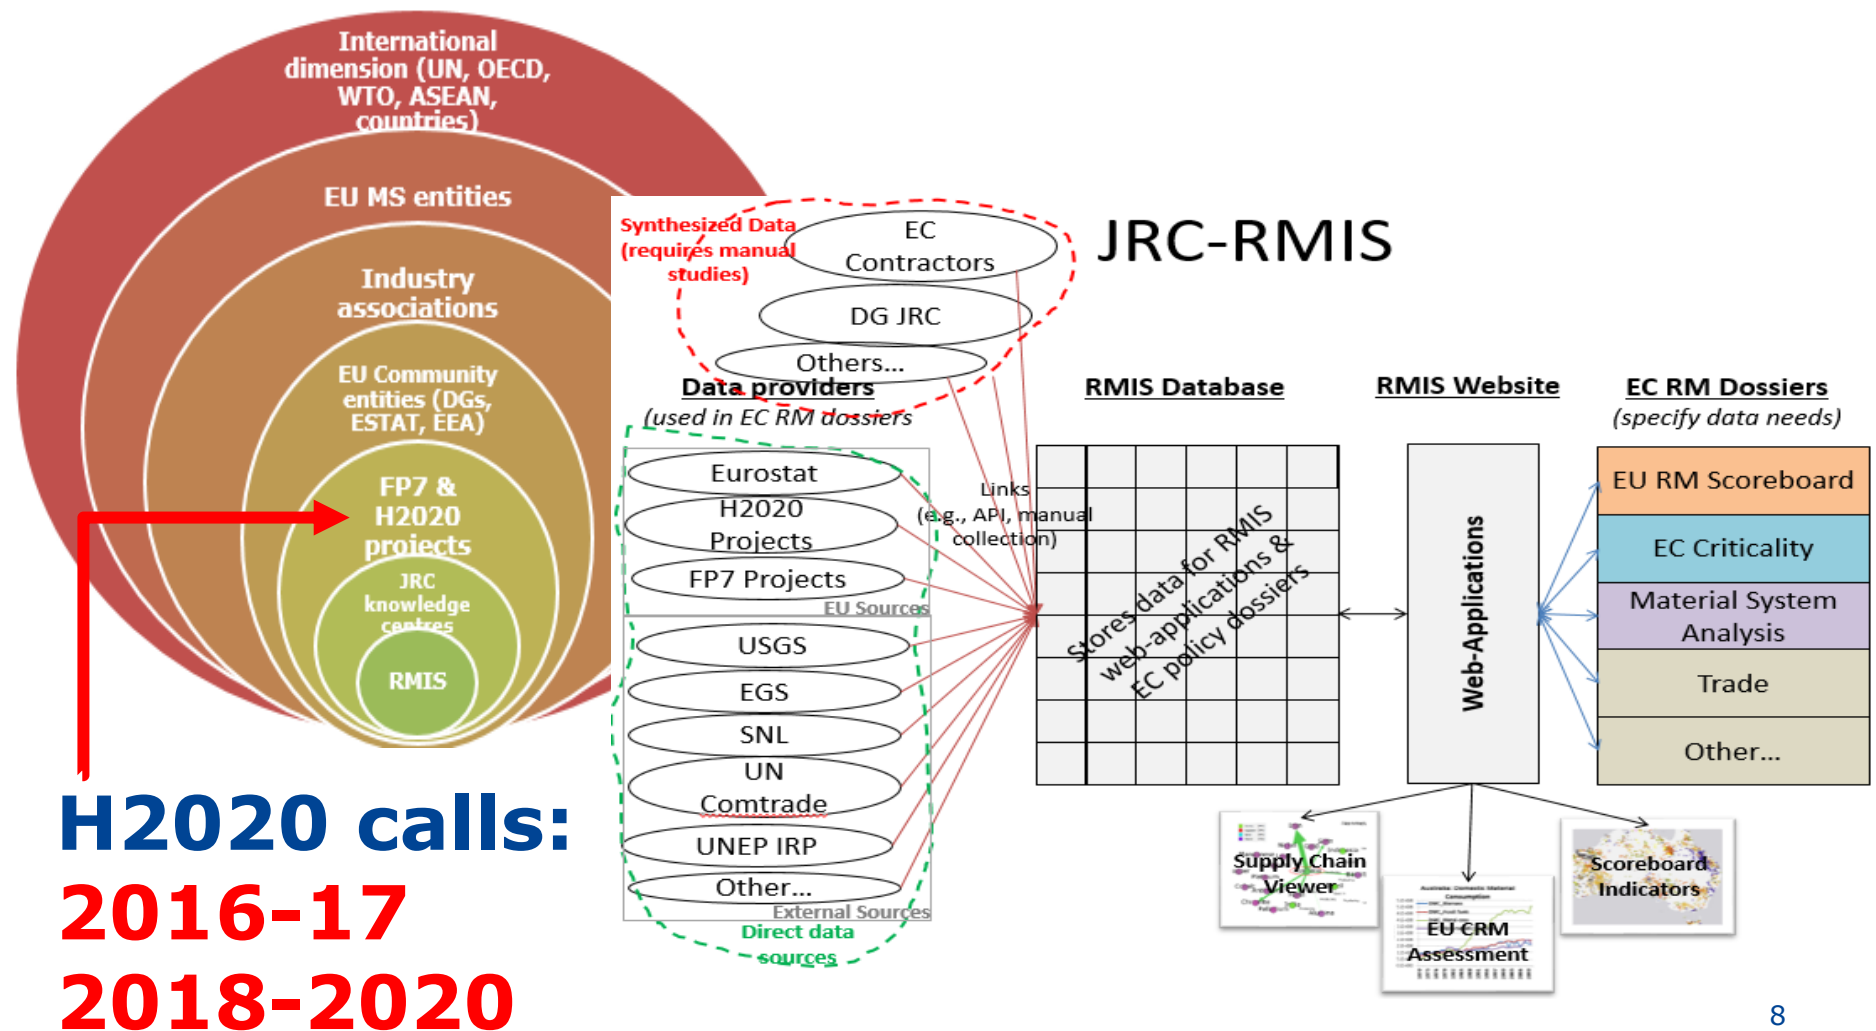 International
dimension (UN, OECD,
WTO, ASEAN,
countries)
EU MS entities
Industry
associations
EU Community
entities (DGs,
ESTAT, EEA)
FP7 &
H2020
projects
JRC
knowledge
centres
RMIS
H2020 calls:
2016-17
2018-2020
JRC-RMIS
Synthesized Data
(requires manual
studies)
EC
Contractors
DG JRC
Others...
Data providers
(used in EC RM dossiers
Eurostat
H2020
Projects
FP7 Projects
EU Sources
USGS
EGS
SNL
UN
Comtrade
UNEP IRP
Other...
External Sources
Direct data
sources
Links
(e.g., API, manual
collection)
RMIS Database
Stores data for RMIS
web-applications &
EC policy dossiers
RMIS Website
Web-Applications
EC RM Dossiers
(specify data needs)
EU RM Scoreboard
EC Criticality
Material System
Analysis
Trade
Other...
Supply Chain
Viewer
Australia: Domestic Material
Consumption
EU CRM
Assessment
Scoreboard
Indicators
8